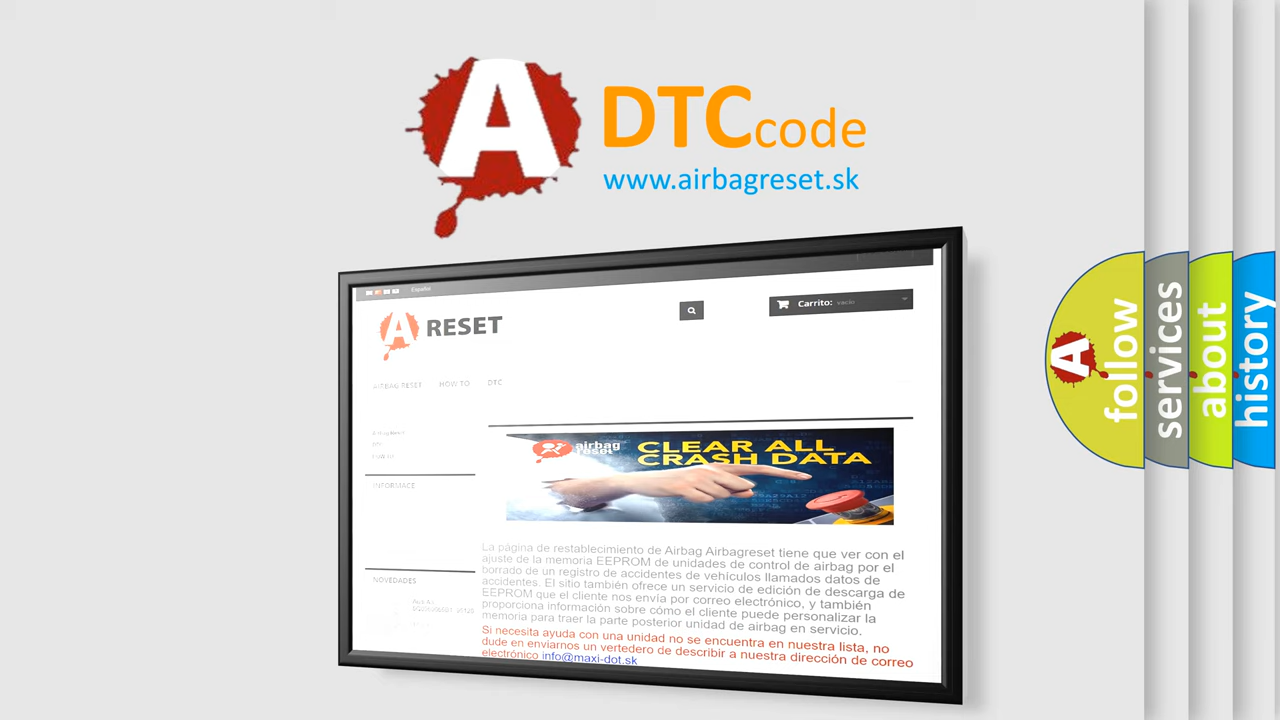 A DTCcode
www.airbagreset.sk
Español
A RESET
Carrito: vacío
AIRBAG RESET HOW TO DTC
INFORMACE
NOVEDADES
airbag
reset
CLEAR ALL
CRASH DATA
La página de restablecimiento de Airbag Airbagreset tiene que ver con el
ajuste de la memoria EEPROM de unidades de control de airbag por el
borrado de un registro de accidentes de vehículos llamados datos de
accidentes. El sitio también ofrece un servicio de edición de descarga de
EEPROM que el cliente nos envía por correo electrónico, y también
proporciona información sobre cómo el cliente puede personalizar la
memoria para traer la parte posterior unidad de airbag en servicio.
Si necesita ayuda con una unidad no se encuentra en nuestra lista, no
dude en enviarnos un vertedero de describir a nuestra dirección de correo
electrónico info@maxi-dot.sk
A
follow
services
about
history